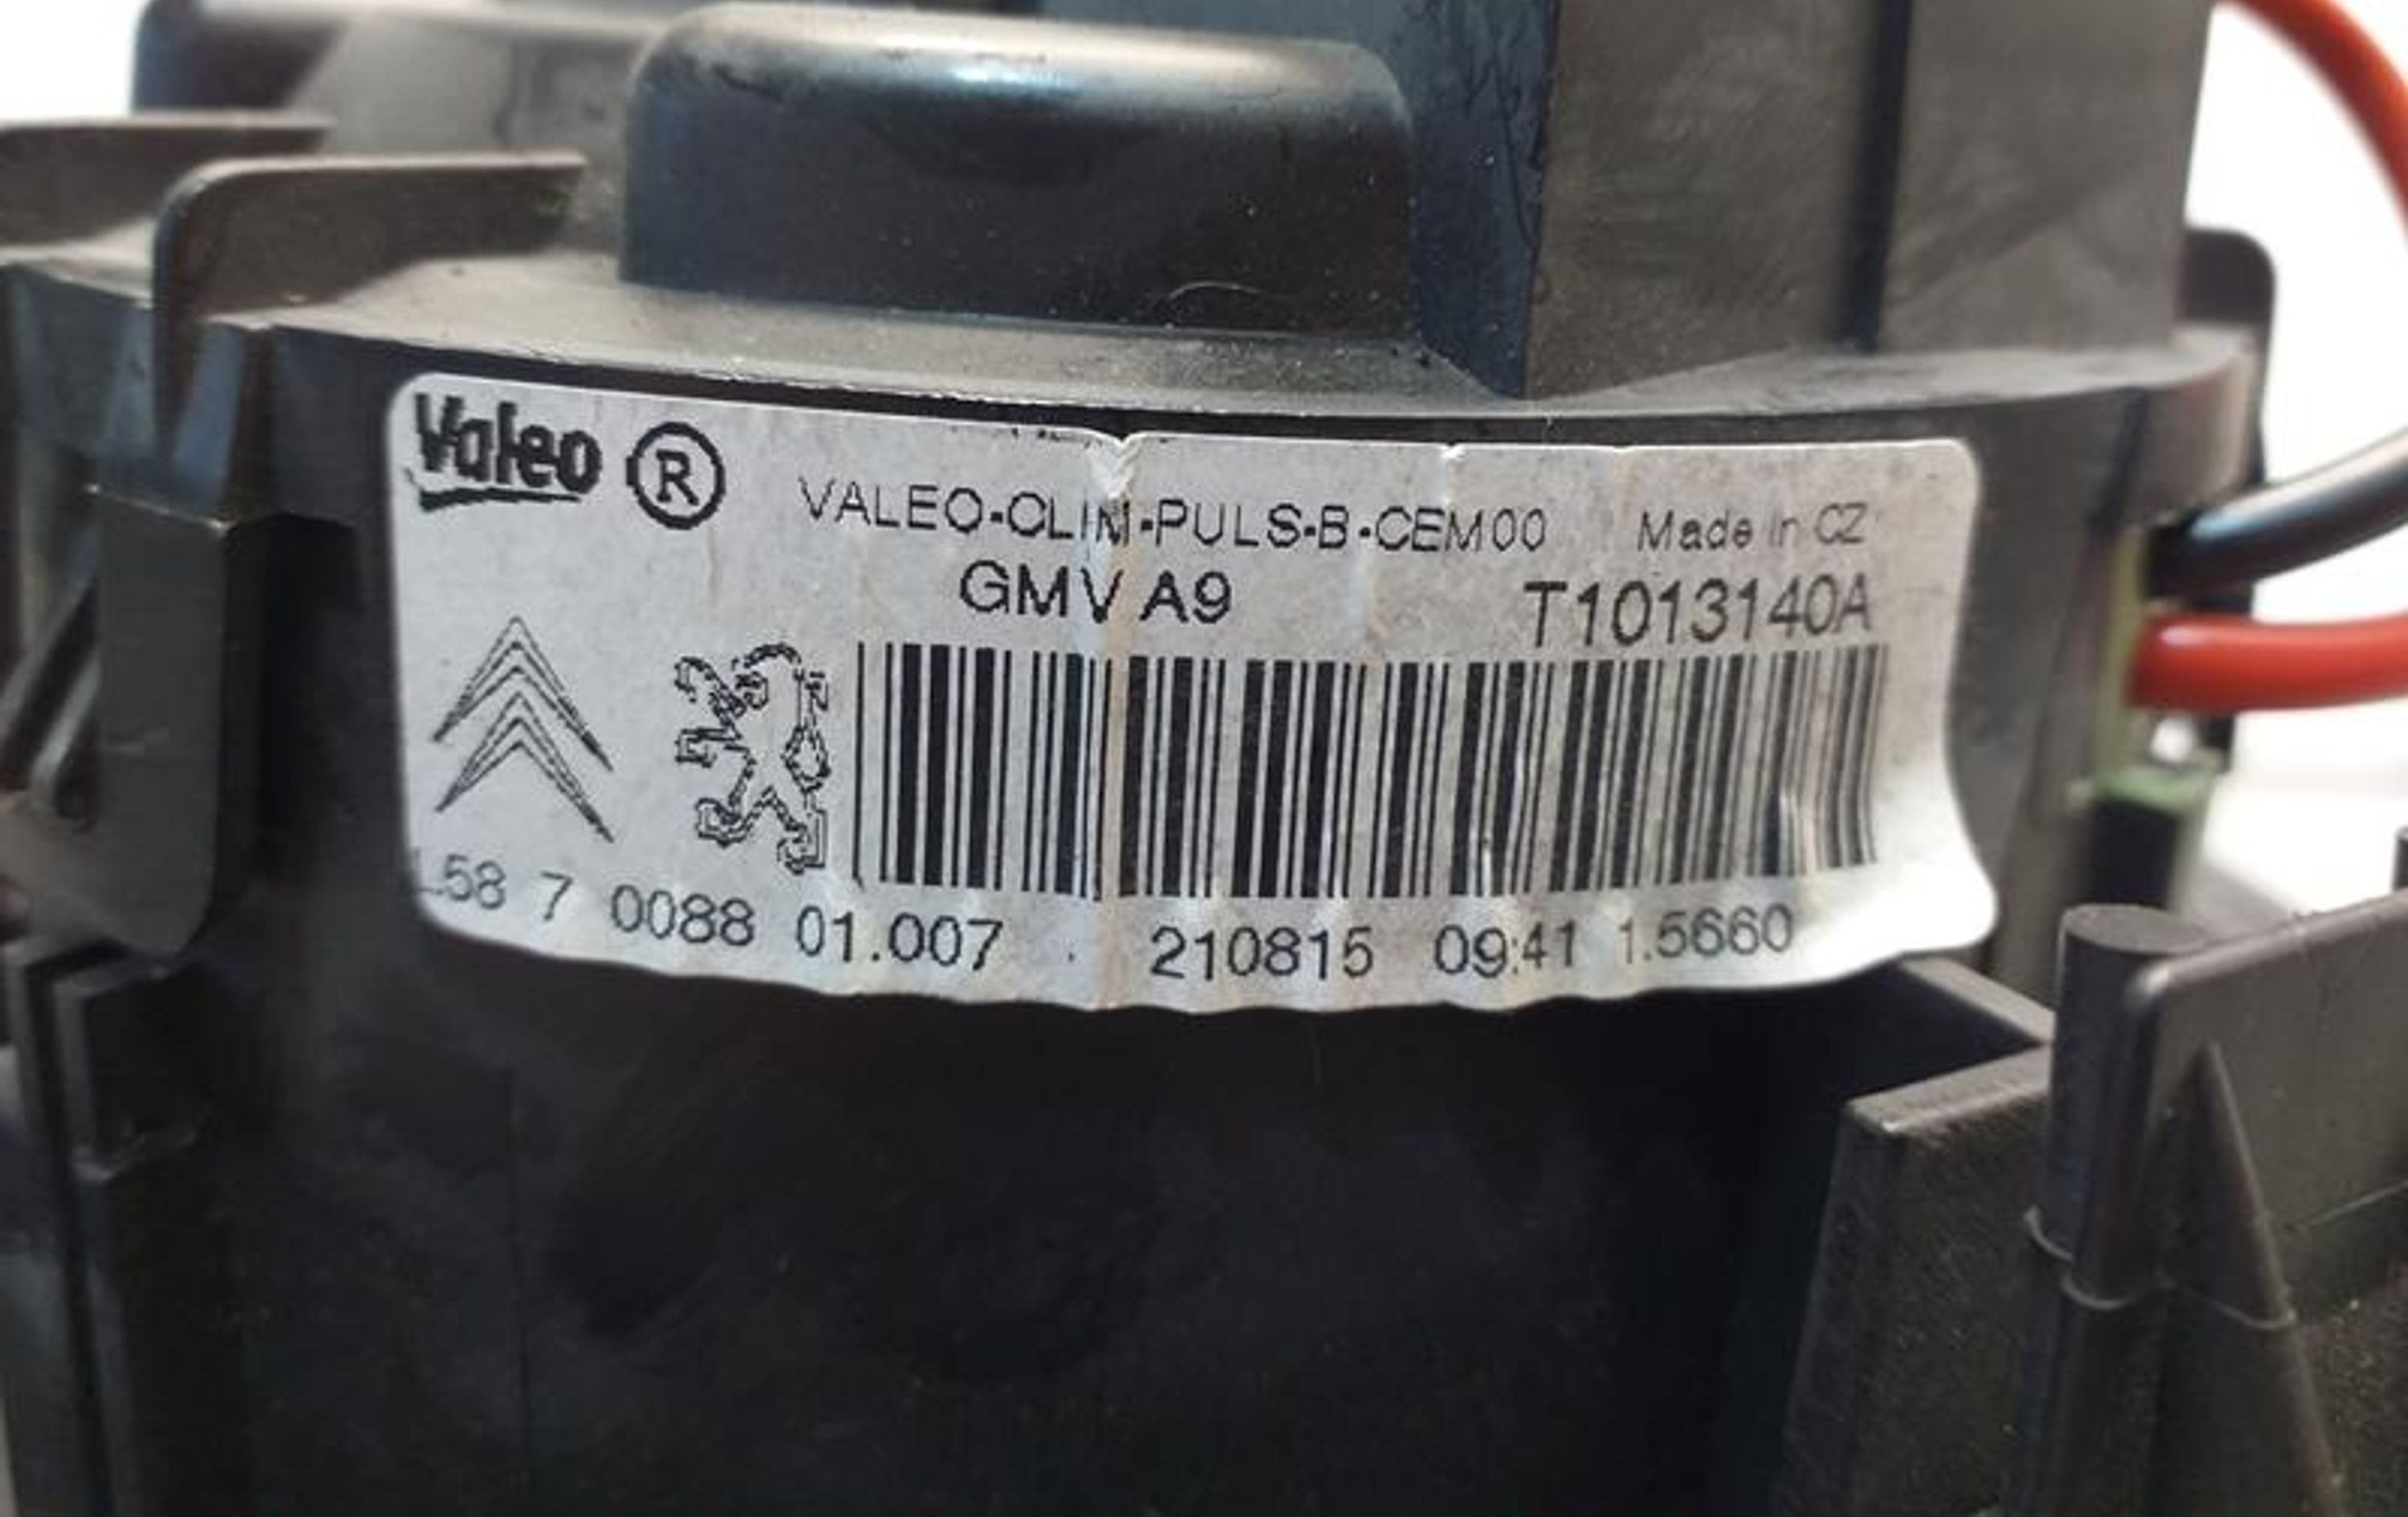 Valeo ® VALEO-CLIM-PULS-B-CEM00 Made in CZ
GMV A9 T1013140A
L58 7 0088 01.007 . 210815 09:41 1.5660